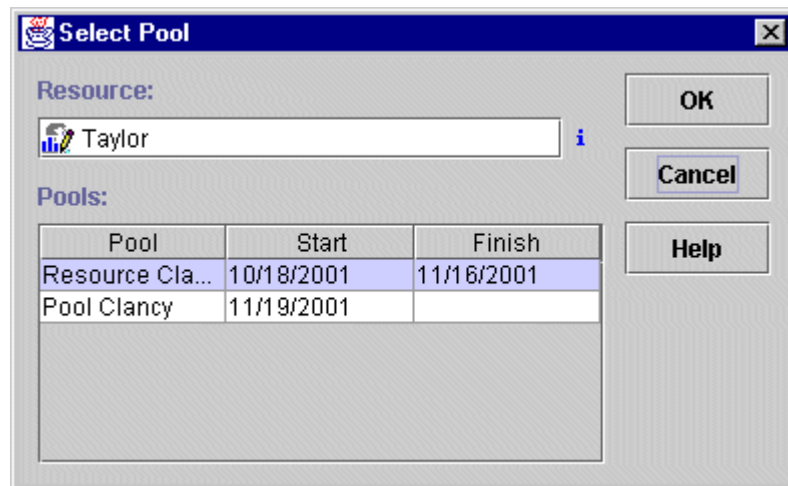 Select Pool
Resource:
Taylor
i
Pools:
Pool Start Finish
Resource Cla... 10/18/2001 11/16/2001
Pool Clancy 11/19/2001
OK
Cancel
Help